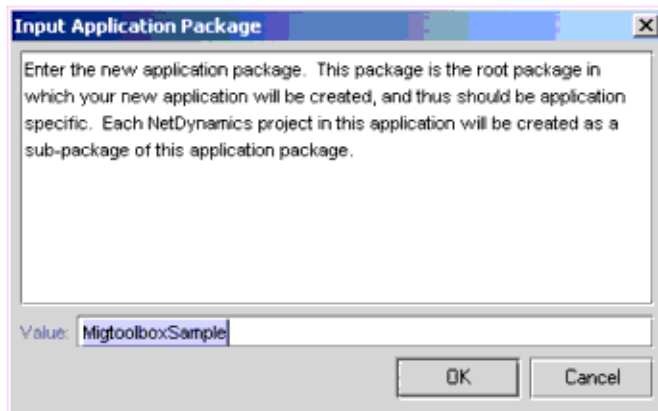 Input Application Package
Enter the new application package. This package is the root package in
which your new application will be created, and thus should be application
specific. Each NetDynamics project in this application will be created as a
sub-package of this application package.
Value: MigtoolboxSample
OK Cancel